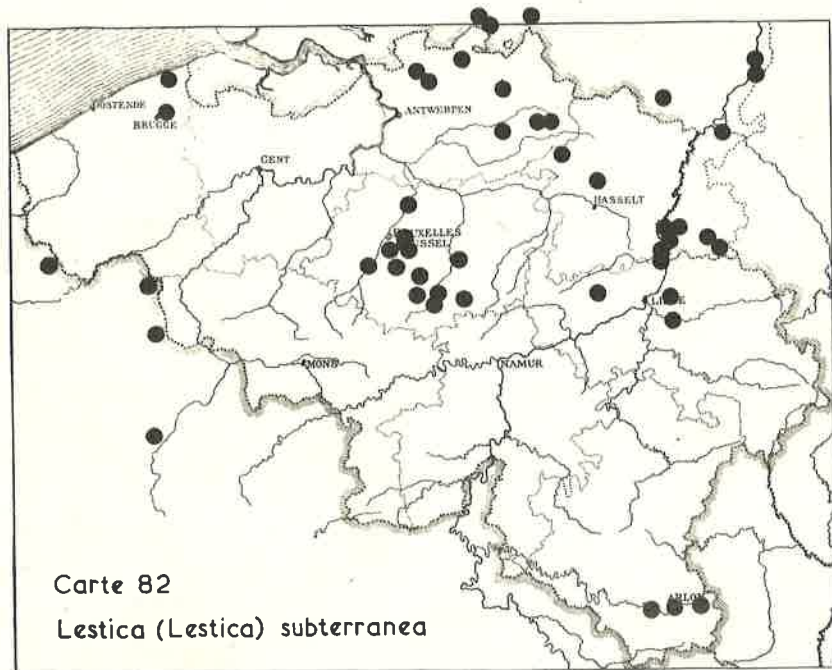 OSTENDE
BRUGGE
ANTWERPEN
GENT
HASSELT
BRUXELLES
BRUSSEL
LIEGE
MONS
NAMUR
ARLON
Carte 82
Lestica (Lestica) subterranea